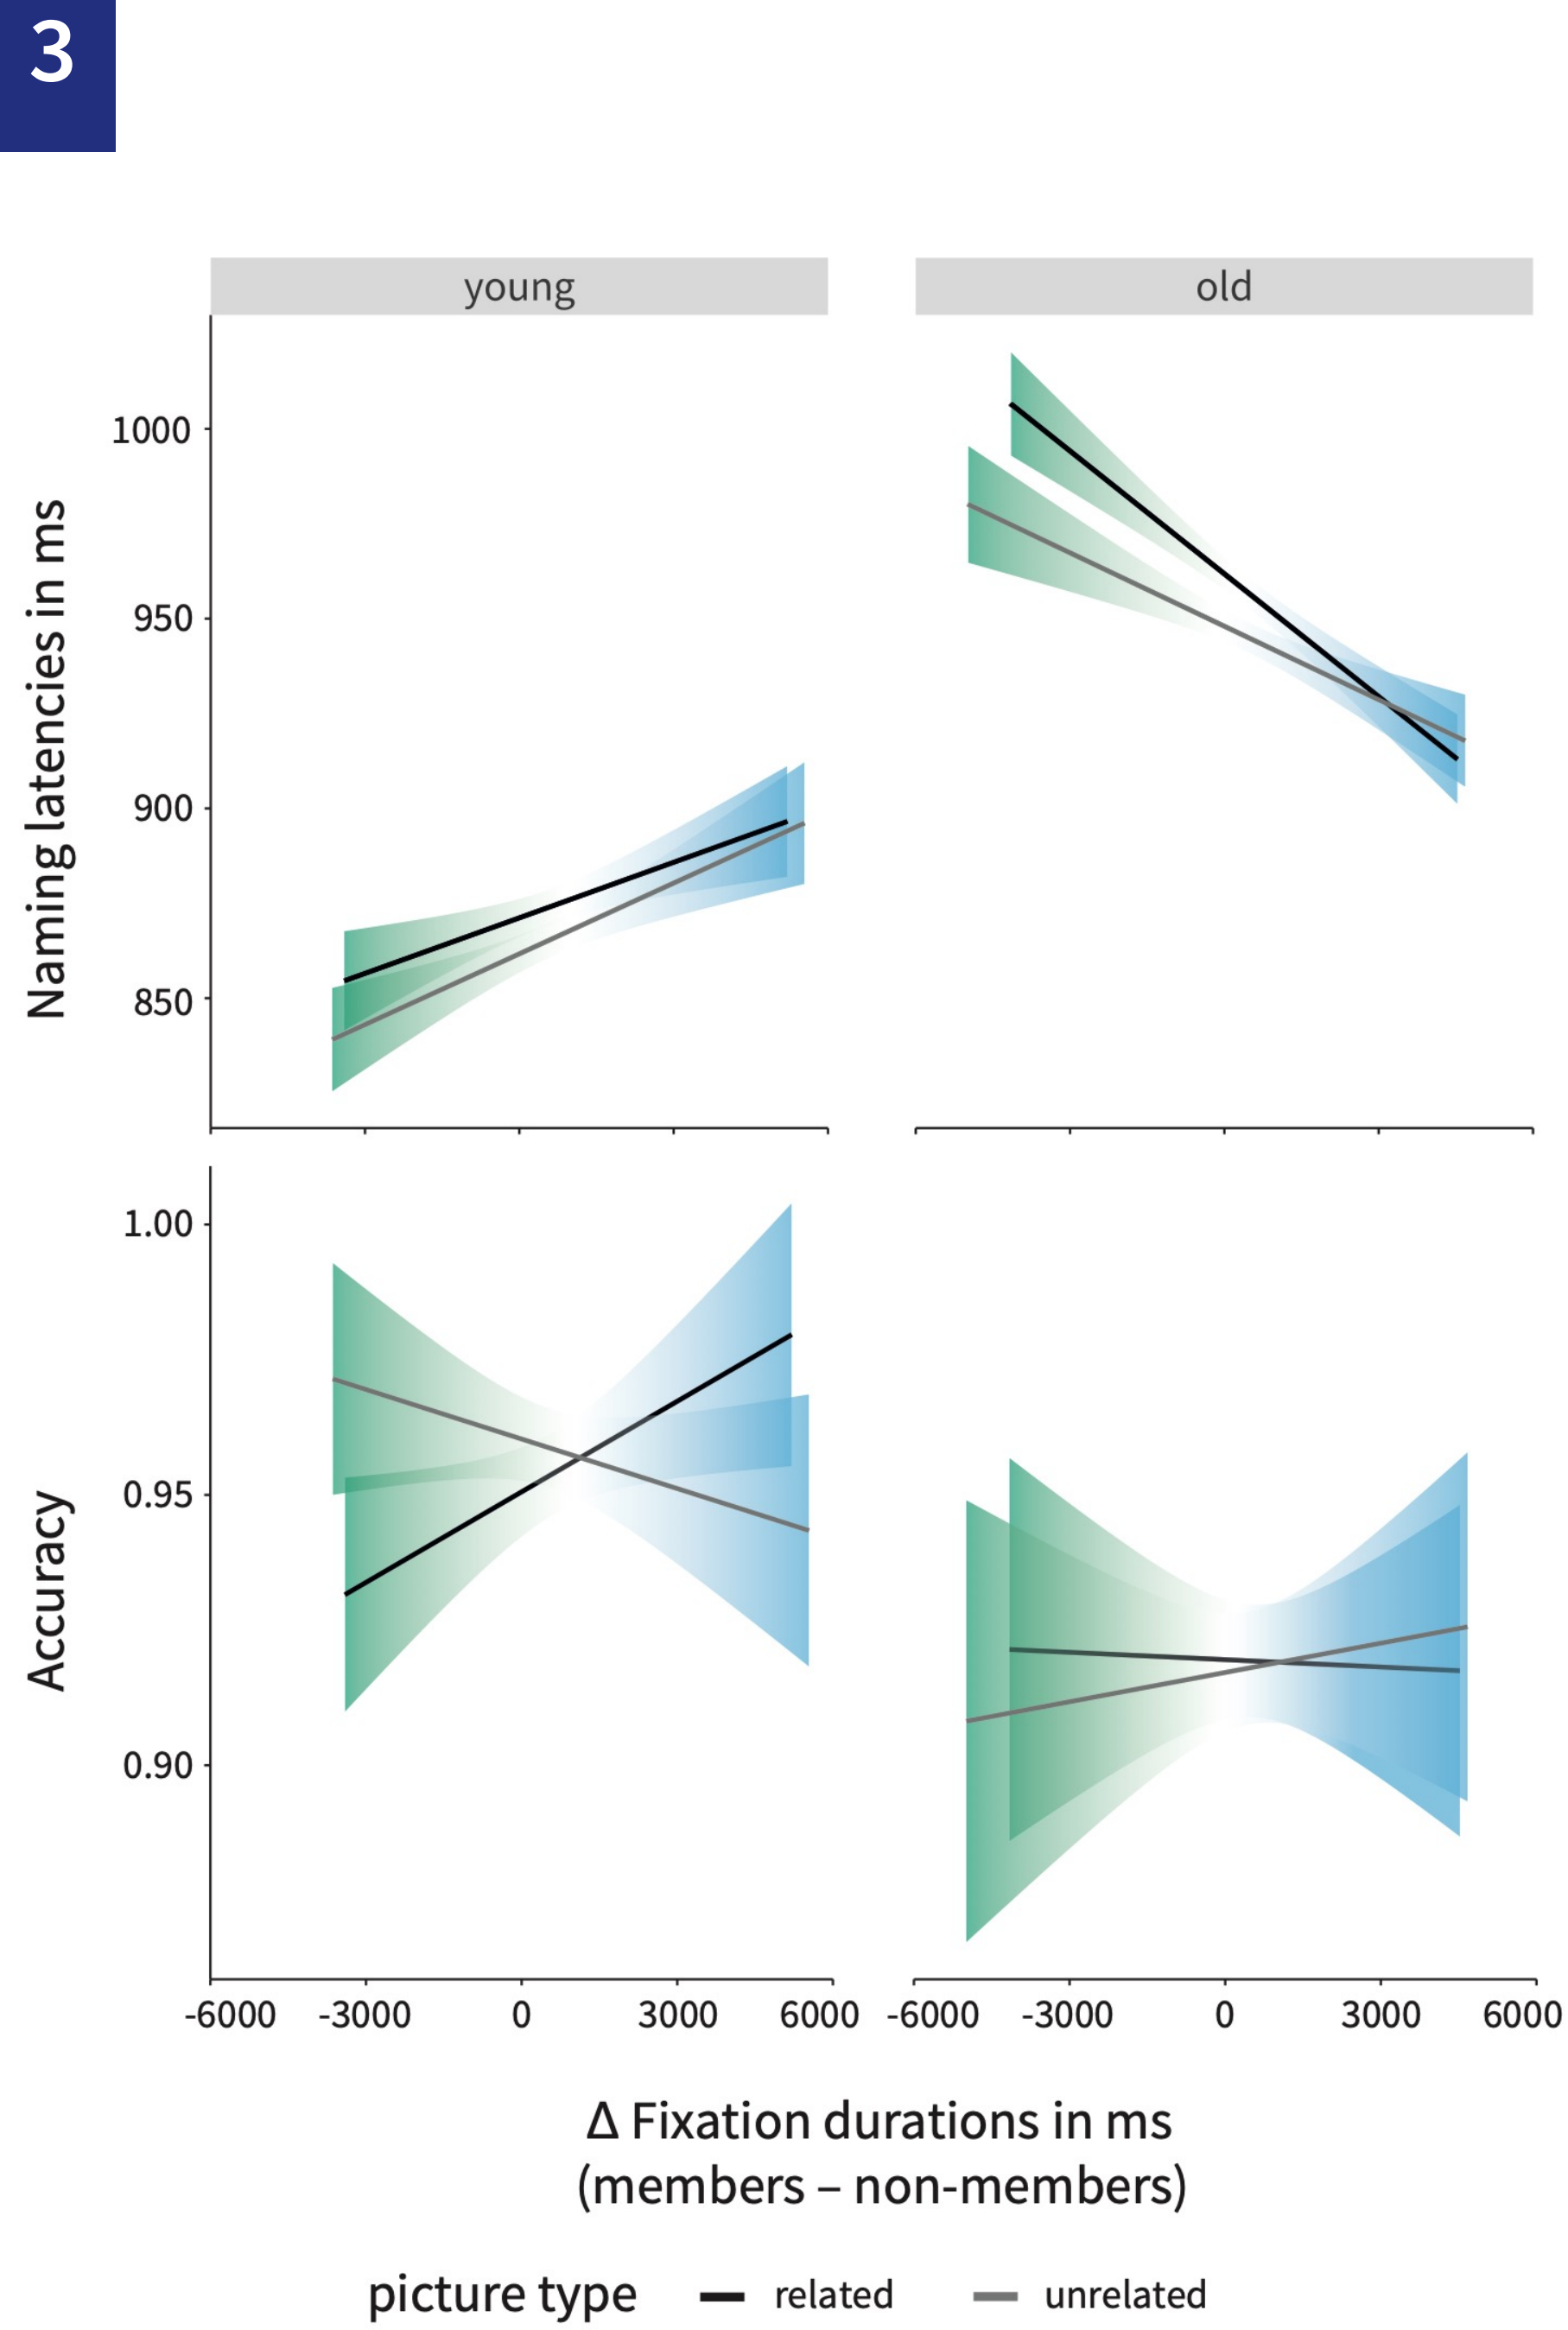 3
young old
Naming latencies in ms
1000
950
900
850
Accuracy
1.00
0.95
0.90
-6000 -3000 0 3000 6000 -6000 -3000 0 3000 6000
Δ Fixation durations in ms
(members – non-members)
picture type related unrelated